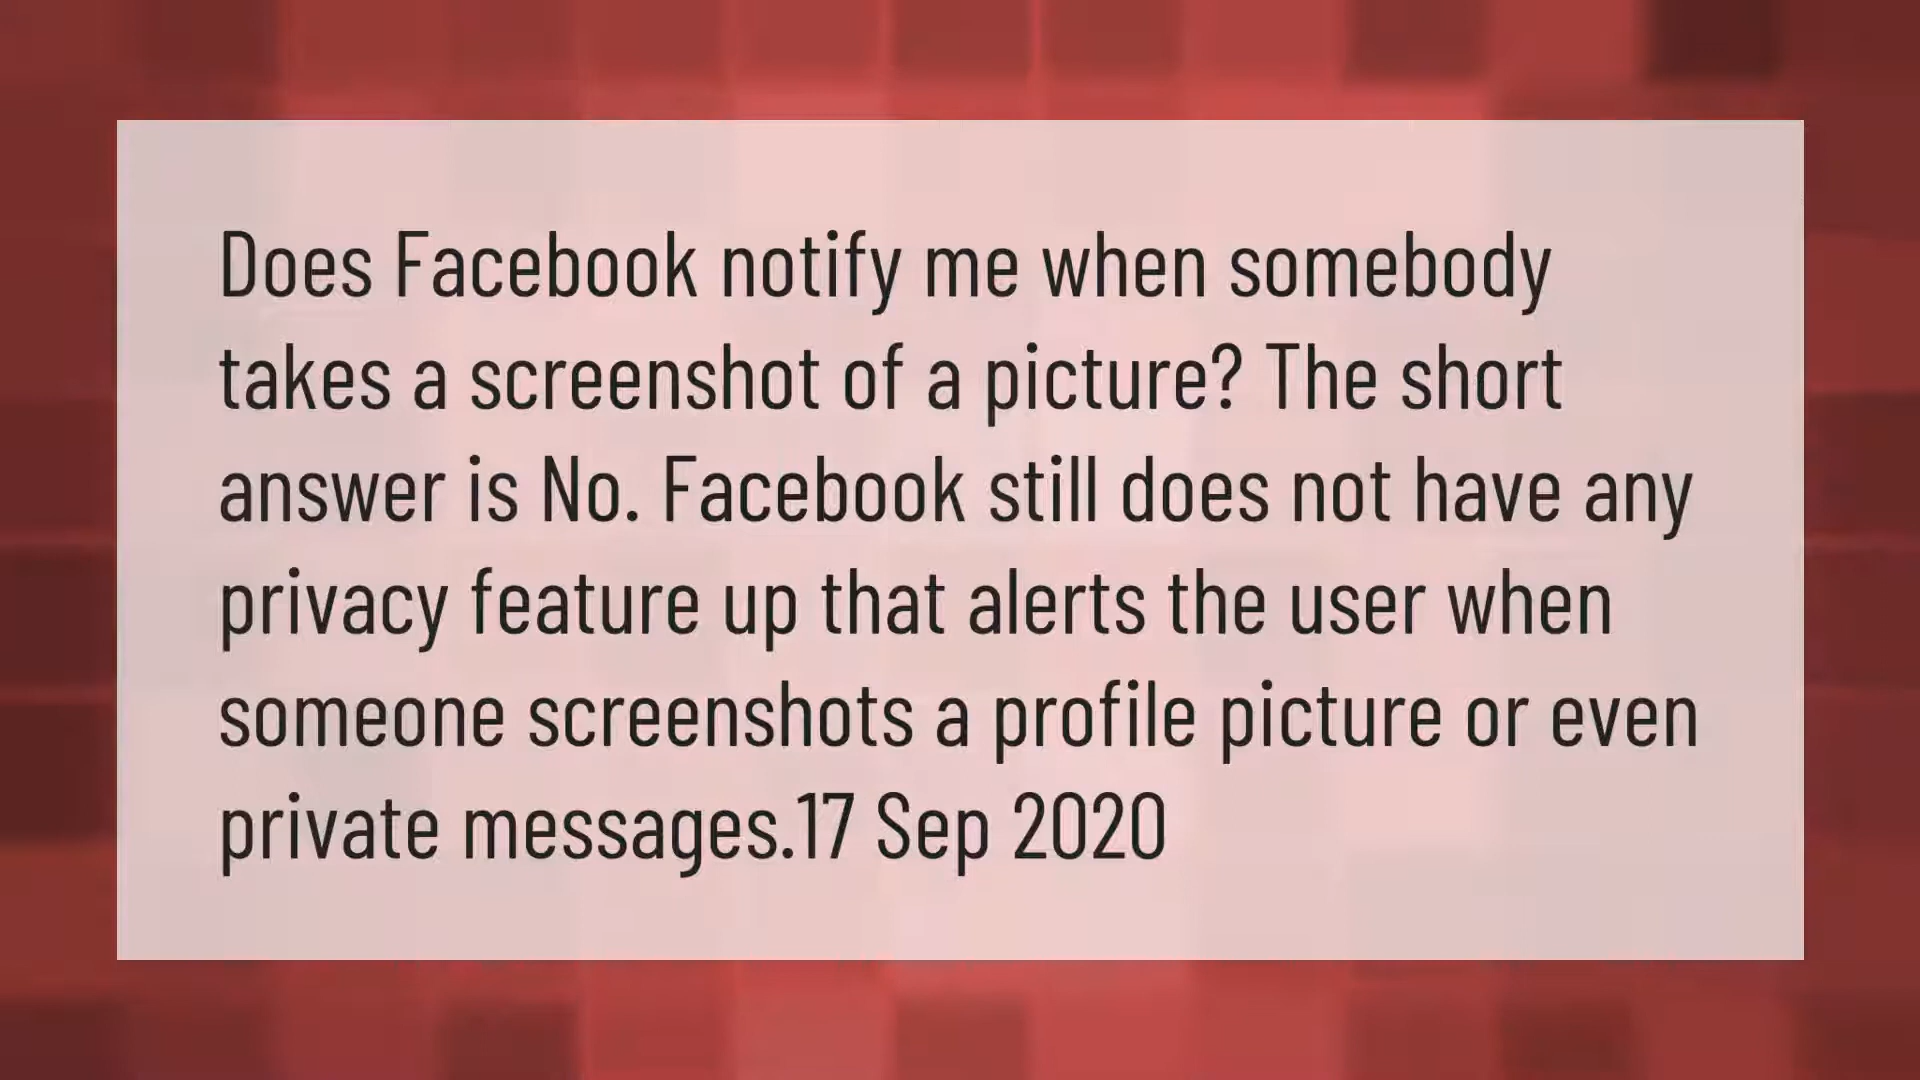 Does Facebook notify me when somebody
takes a screenshot of a picture? The short
answer is No. Facebook still does not have any
privacy feature up that alerts the user when
someone screenshots a profile picture or even
private messages.17 Sep 2020